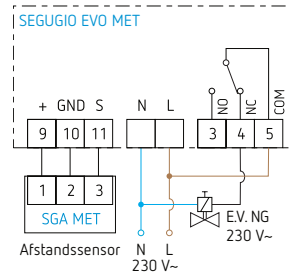 SEGUGIO EVO MET
NO
NC
COM
+ GND S N L
9 10 11 3 4 5
1 2 3
SGA MET
E.V. NG
230 V~
Afstandssensor
N L
230 V~